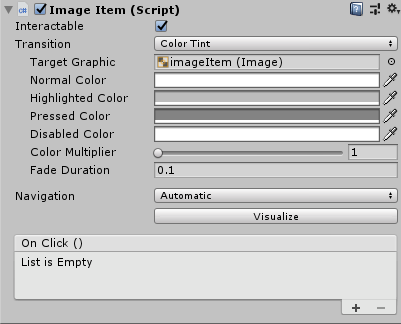 Image Item (Script)
Interactable
Transition Color Tint
Target Graphic imageItem (Image)
Normal Color
Highlighted Color
Pressed Color
Disabled Color
Color Multiplier 1
Fade Duration 0.1
Navigation Automatic
Visualize
On Click ()
List is Empty